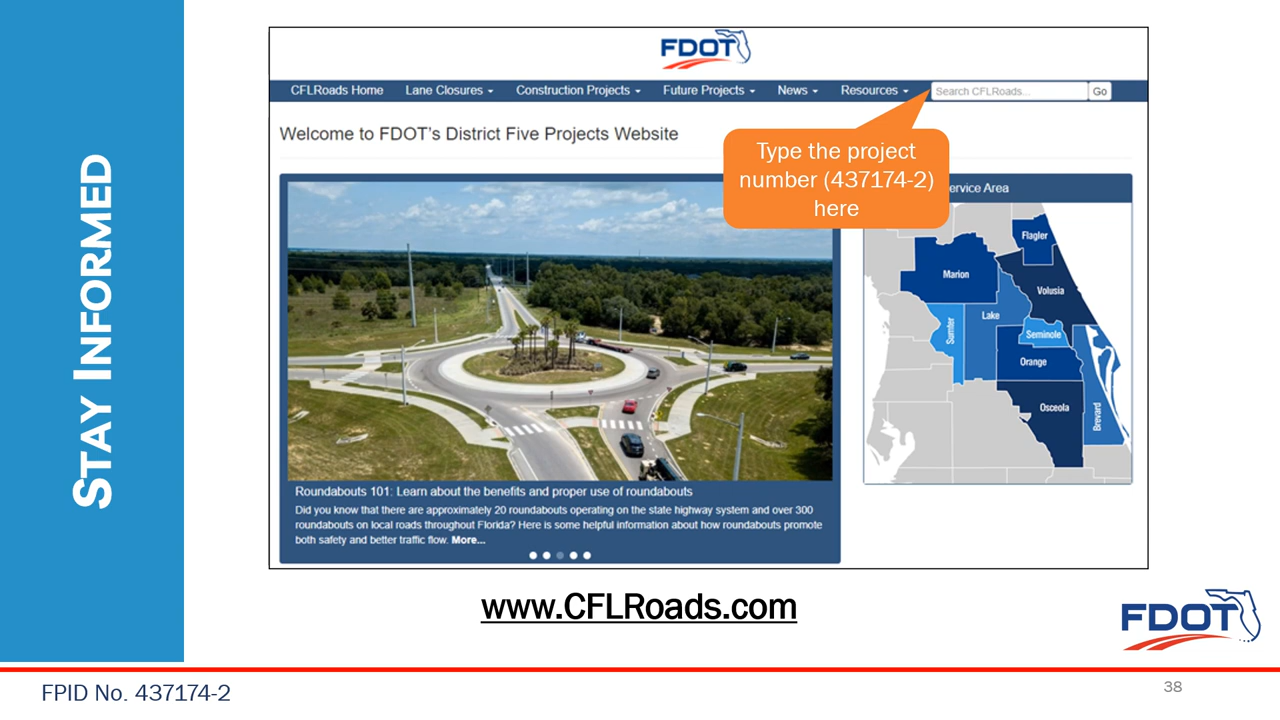 STAY INFORMED
FDOT
CFLRoads Home Lane Closures Construction Projects Future Projects News Resources Search CFLRoads... Go
Welcome to FDOT's District Five Projects Website
Type the project
number (437174-2)
here
ervice Area
Flagler
Marion
Volusia
Lake
Sumter
Seminole
Orange
Osceola
Brevard
Roundabouts 101: Learn about the benefits and proper use of roundabouts
Did you know that there are approximately 20 roundabouts operating on the state highway system and over 300
roundabouts on local roads throughout Florida? Here is some helpful information about how roundabouts promote
both safety and better traffic flow. More...
www.CFLRoads.com
FDOT
FPID No. 437174-2
38